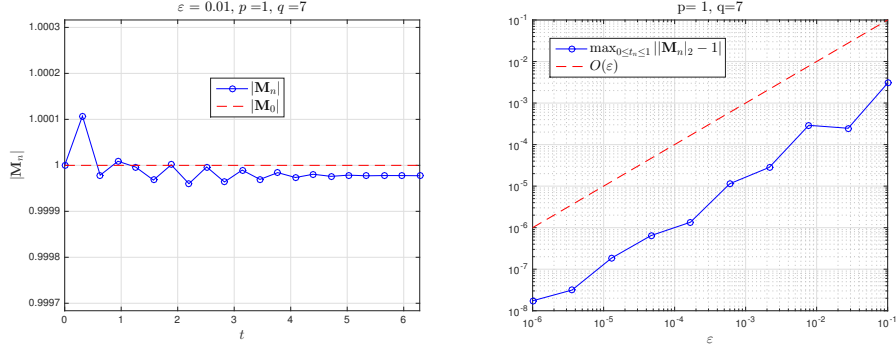 ε = 0.01, p =1, q =7
|M_n|
|M_0|
1.0003
1.0002
1.0001
1
0.9999
0.9998
0.9997
|M_n|
0 1 2 3 4 5 6
t
p= 1, q=7
max_{0≤t_n≤1} ||M_n|_2 − 1|
O(ε)
10^{-1}
10^{-2}
10^{-3}
10^{-4}
10^{-5}
10^{-6}
10^{-7}
10^{-8}
10^{-6} 10^{-5} 10^{-4} 10^{-3} 10^{-2} 10^{-1}
ε